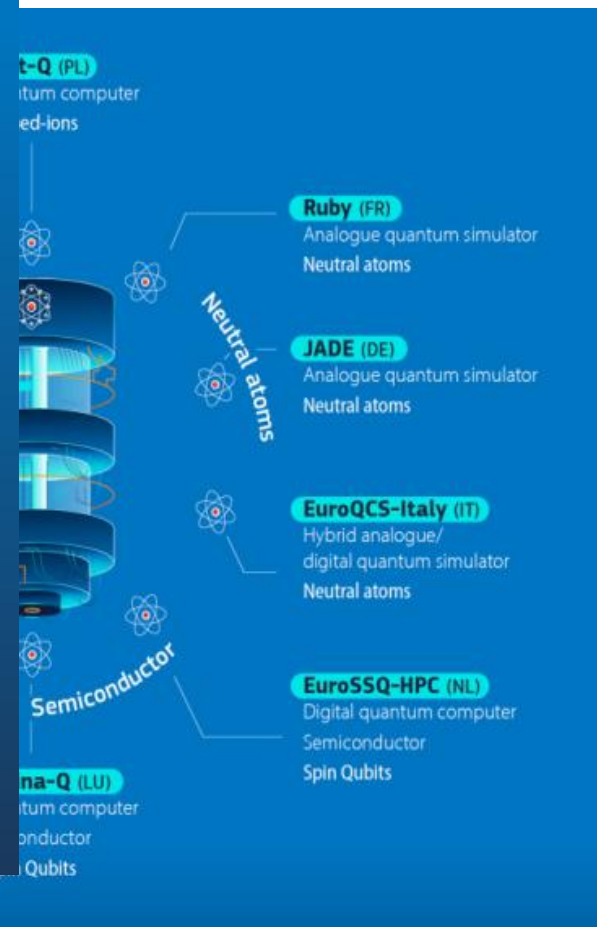 t-Q (PL)
tum computer
ed-ions
Ruby (FR)
Analogue quantum simulator
Neutral atoms
Neutral atoms
JADE (DE)
Analogue quantum simulator
Neutral atoms
EuroQCS-Italy (IT)
Hybrid analogue/
digital quantum simulator
Neutral atoms
Semiconductor
EuroSSQ-HPC (NL)
Digital quantum computer
Semiconductor
Spin Qubits
na-Q (LU)
tum computer
onductor
Qubits